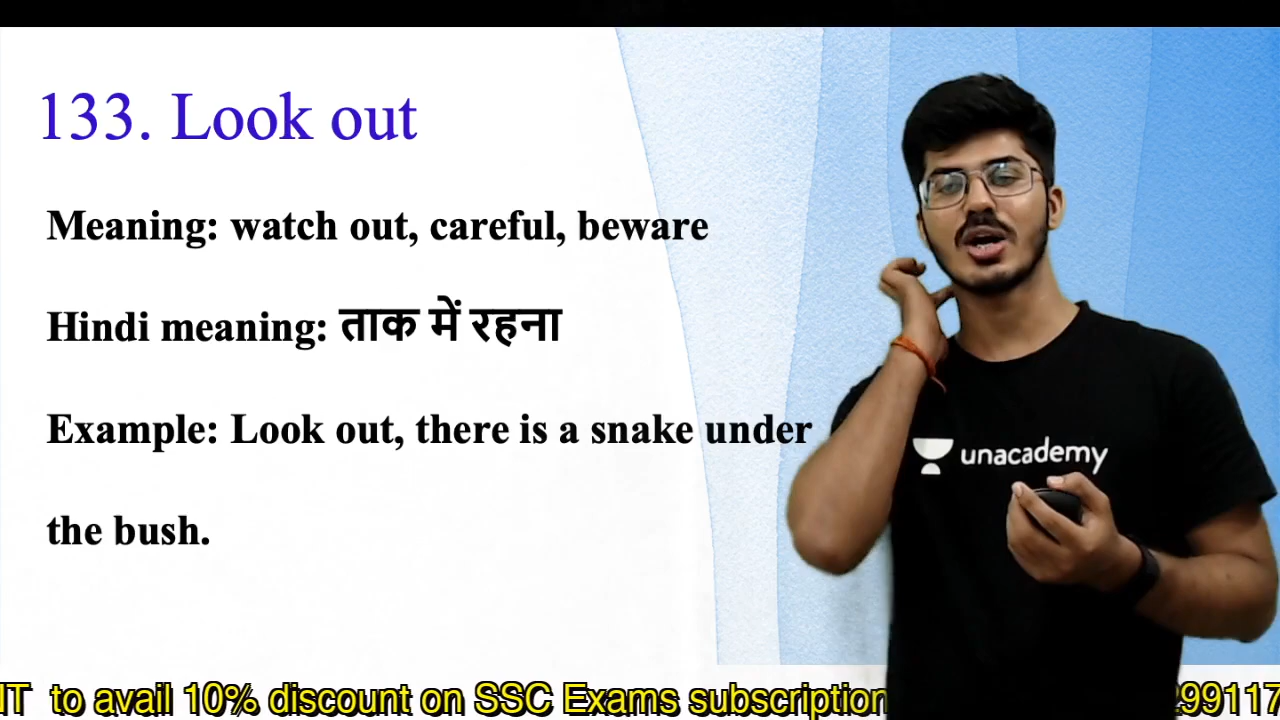 133. Look out
Meaning: watch out, careful, beware
Hindi meaning: ताक में रहना
Example: Look out, there is a snake under
the bush.
unacademy
to avail 10% discount on SSC Exams subscription